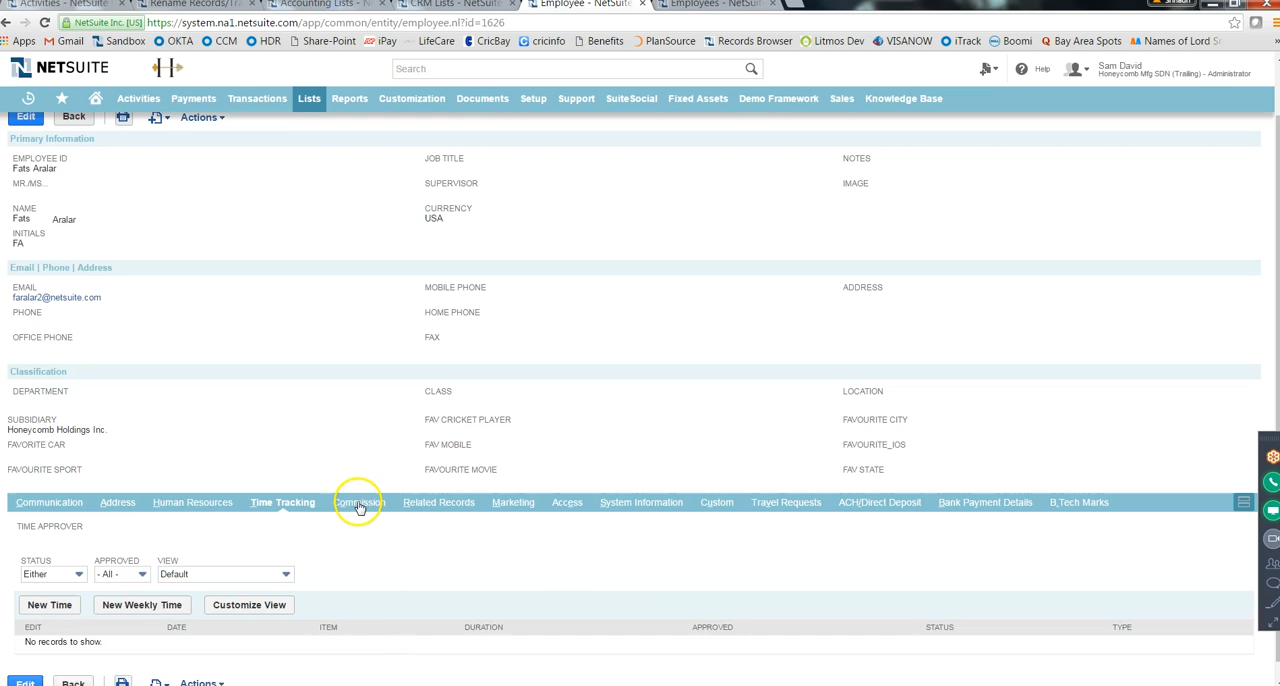 Activities - NetSuite
Rename Records/Tra
Accounting Lists - Ne
CRM Lists - NetSuite
Employee - NetSuite
Employees - NetSuite
NetSuite Inc. [US]
https://system.na1.netsuite.com/app/common/entity/employee.nl?id=1626
Apps
Gmail
Sandbox
OKTA
CCM
HDR
Share-Point
iPay
LifeCare
CricBay
cricinfo
Benefits
PlanSource
Records Browser
Litmos Dev
VISANOW
iTrack
Boomi
Bay Area Spots
Names of Lord
NETSUITE
Search
Help
Sam David
Honeycomb Mfg SDN (Trailing) - Administrator
Activities
Payments
Transactions
Lists
Reports
Customization
Documents
Setup
Support
SuiteSocial
Fixed Assets
Demo Framework
Sales
Knowledge Base
Edit
Back
Actions
Primary Information
EMPLOYEE ID
Fats Aralar
MR./MS...
NAME
Fats Aralar
INITIALS
FA
JOB TITLE
SUPERVISOR
CURRENCY
USA
NOTES
IMAGE
Email | Phone | Address
EMAIL
faralar2@netsuite.com
PHONE
OFFICE PHONE
MOBILE PHONE
HOME PHONE
FAX
ADDRESS
Classification
DEPARTMENT
CLASS
LOCATION
SUBSIDIARY
Honeycomb Holdings Inc.
FAVORITE CAR
FAVOURITE SPORT
FAV CRICKET PLAYER
FAV MOBILE
FAVOURITE MOVIE
FAVOURITE CITY
FAVOURITE_IOS
FAV STATE
Communication
Address
Human Resources
Time Tracking
Commission
Related Records
Marketing
Access
System Information
Custom
Travel Requests
ACH/Direct Deposit
Bank Payment Details
B.Tech Marks
TIME APPROVER
STATUS
Either
APPROVED
- All -
VIEW
Default
New Time
New Weekly Time
Customize View
EDIT
DATE
ITEM
DURATION
APPROVED
STATUS
TYPE
No records to show.
Edit
Back
Actions